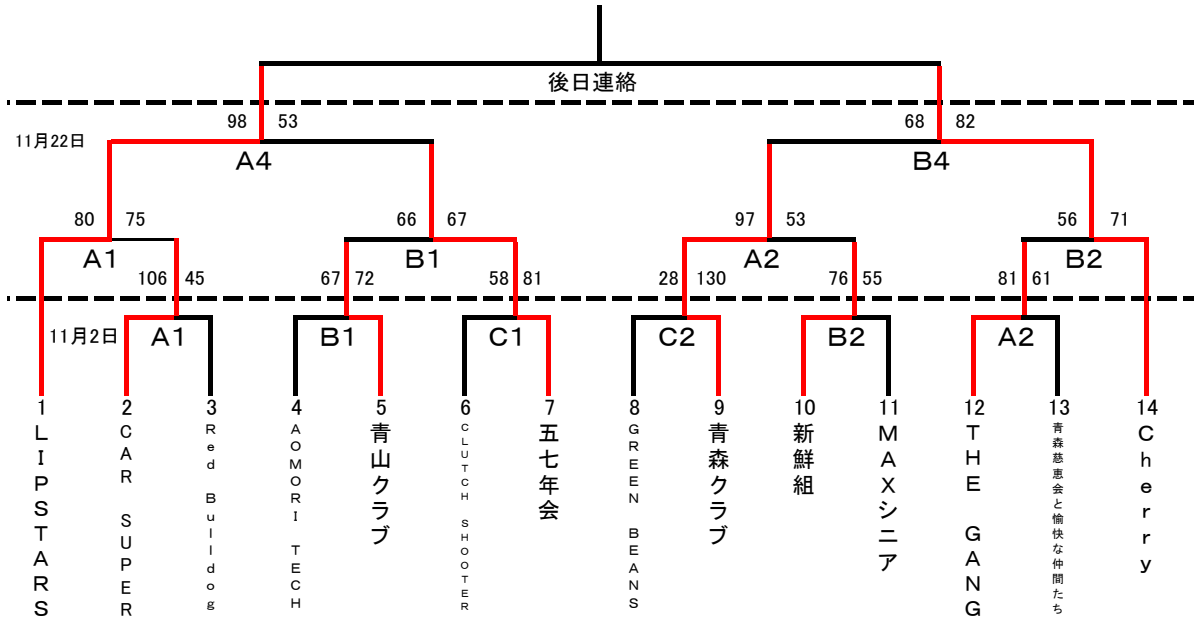 後日連絡
98 53
68 82
11月22日
A4
B4
80 75
66 67
97 53
56 71
A1
B1
A2
B2
106 45
67 72
58 81
28 130
76 55
81 61
11月2日
A1
B1
C1
C2
B2
A2
1 LIPSTARS
2 CAR SUPER
3 Red Bulldog
4 AOMORI TECH
5 青山クラブ
6 CLUTCH SHOOTER
7 五七年会
8 GREEN BEANS
9 青森クラブ
10 新鮮組
11 MAXシニア
12 THE GANG
13 青森慈恵会と愉快な仲間たち
14 Cherry